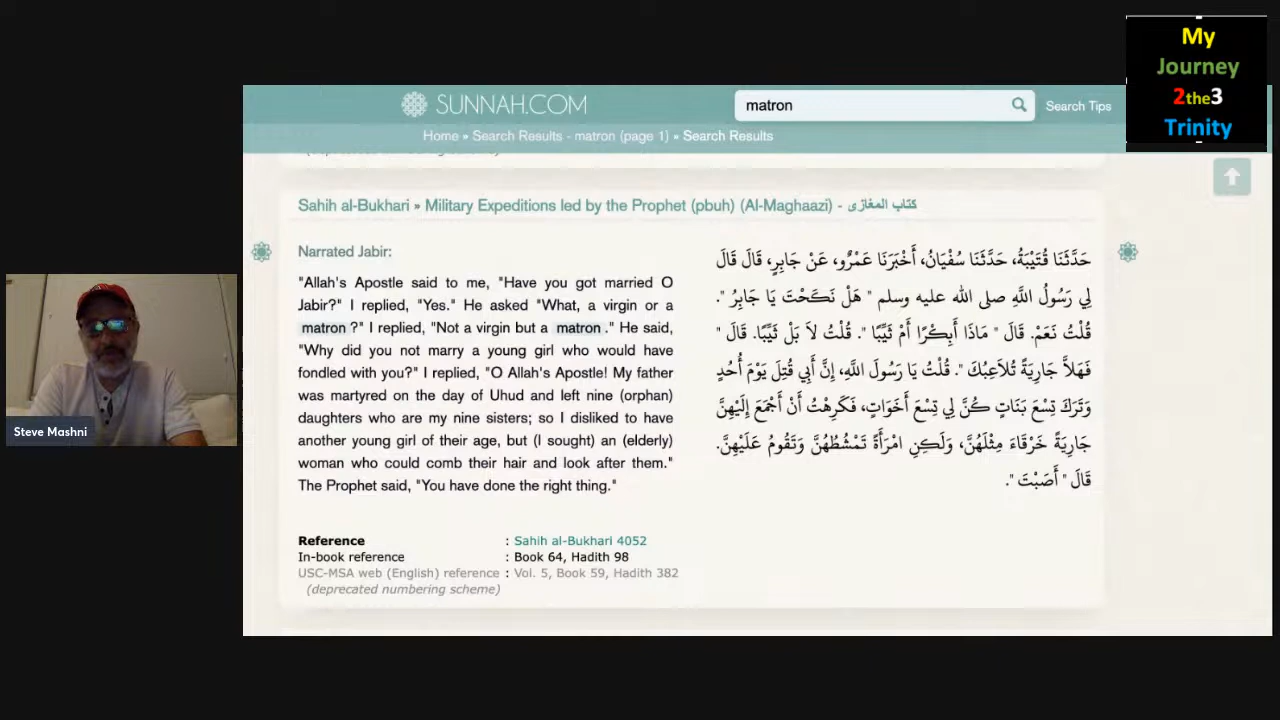 My
Journey
2the3
Trinity
SUNNAH.COM
matron
Search Tips
Home » Search Results - matron (page 1) » Search Results
Sahih al-Bukhari » Military Expeditions led by the Prophet (pbuh) (Al-Maghaazi) - كتاب المغازى
Narrated Jabir:
"Allah's Apostle said to me, "Have you got married O
Jabir?" I replied, "Yes." He asked "What, a virgin or a
matron ?" I replied, "Not a virgin but a matron ." He said,
"Why did you not marry a young girl who would have
fondled with you?" I replied, "O Allah's Apostle! My father
was martyred on the day of Uhud and left nine (orphan)
daughters who are my nine sisters; so I disliked to have
another young girl of their age, but (I sought) an (elderly)
woman who could comb their hair and look after them."
The Prophet said, "You have done the right thing."
حَدَّثَنَا قُتَيْبَةُ، حَدَّثَنَا سُفْيَانُ، أَخْبَرَنَا عَمْرٌو، عَنْ جَابِرٍ، قَالَ قَالَ
لِي رَسُولُ اللَّهِ صلى الله عليه وسلم " هَلْ نَكَحْتَ يَا جَابِرُ ".
قُلْتُ نَعَمْ. قَالَ " مَاذَا أَبِكْرًا أَمْ ثَيِّبًا ". قُلْتُ لاَ بَلْ ثَيِّبًا. قَالَ "
فَهَلاَّ جَارِيَةً تُلاَعِبُكَ ". قُلْتُ يَا رَسُولَ اللَّهِ، إِنَّ أَبِي قُتِلَ يَوْمَ أُحُدٍ
وَتَرَكَ تِسْعَ بَنَاتٍ كُنَّ لِي تِسْعَ أَخَوَاتٍ، فَكَرِهْتُ أَنْ أَجْمَعَ إِلَيْهِنَّ
جَارِيَةً خَرْقَاءَ مِثْلَهُنَّ، وَلَكِنِ امْرَأَةً تَمْشُطُهُنَّ وَتَقُومُ عَلَيْهِنَّ.
قَالَ " أَصَبْتَ ".
Reference : Sahih al-Bukhari 4052
In-book reference : Book 64, Hadith 98
USC-MSA web (English) reference : Vol. 5, Book 59, Hadith 382
(deprecated numbering scheme)
Steve Mashni